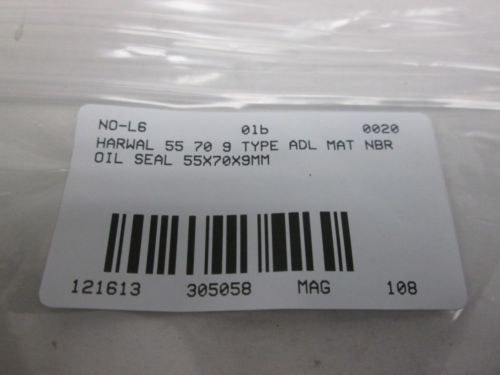 NO-L6 01b 0020
HARWAL 55 70 9 TYPE ADL MAT NBR
OIL SEAL 55X70X9MM
121613 305058 MAG 108